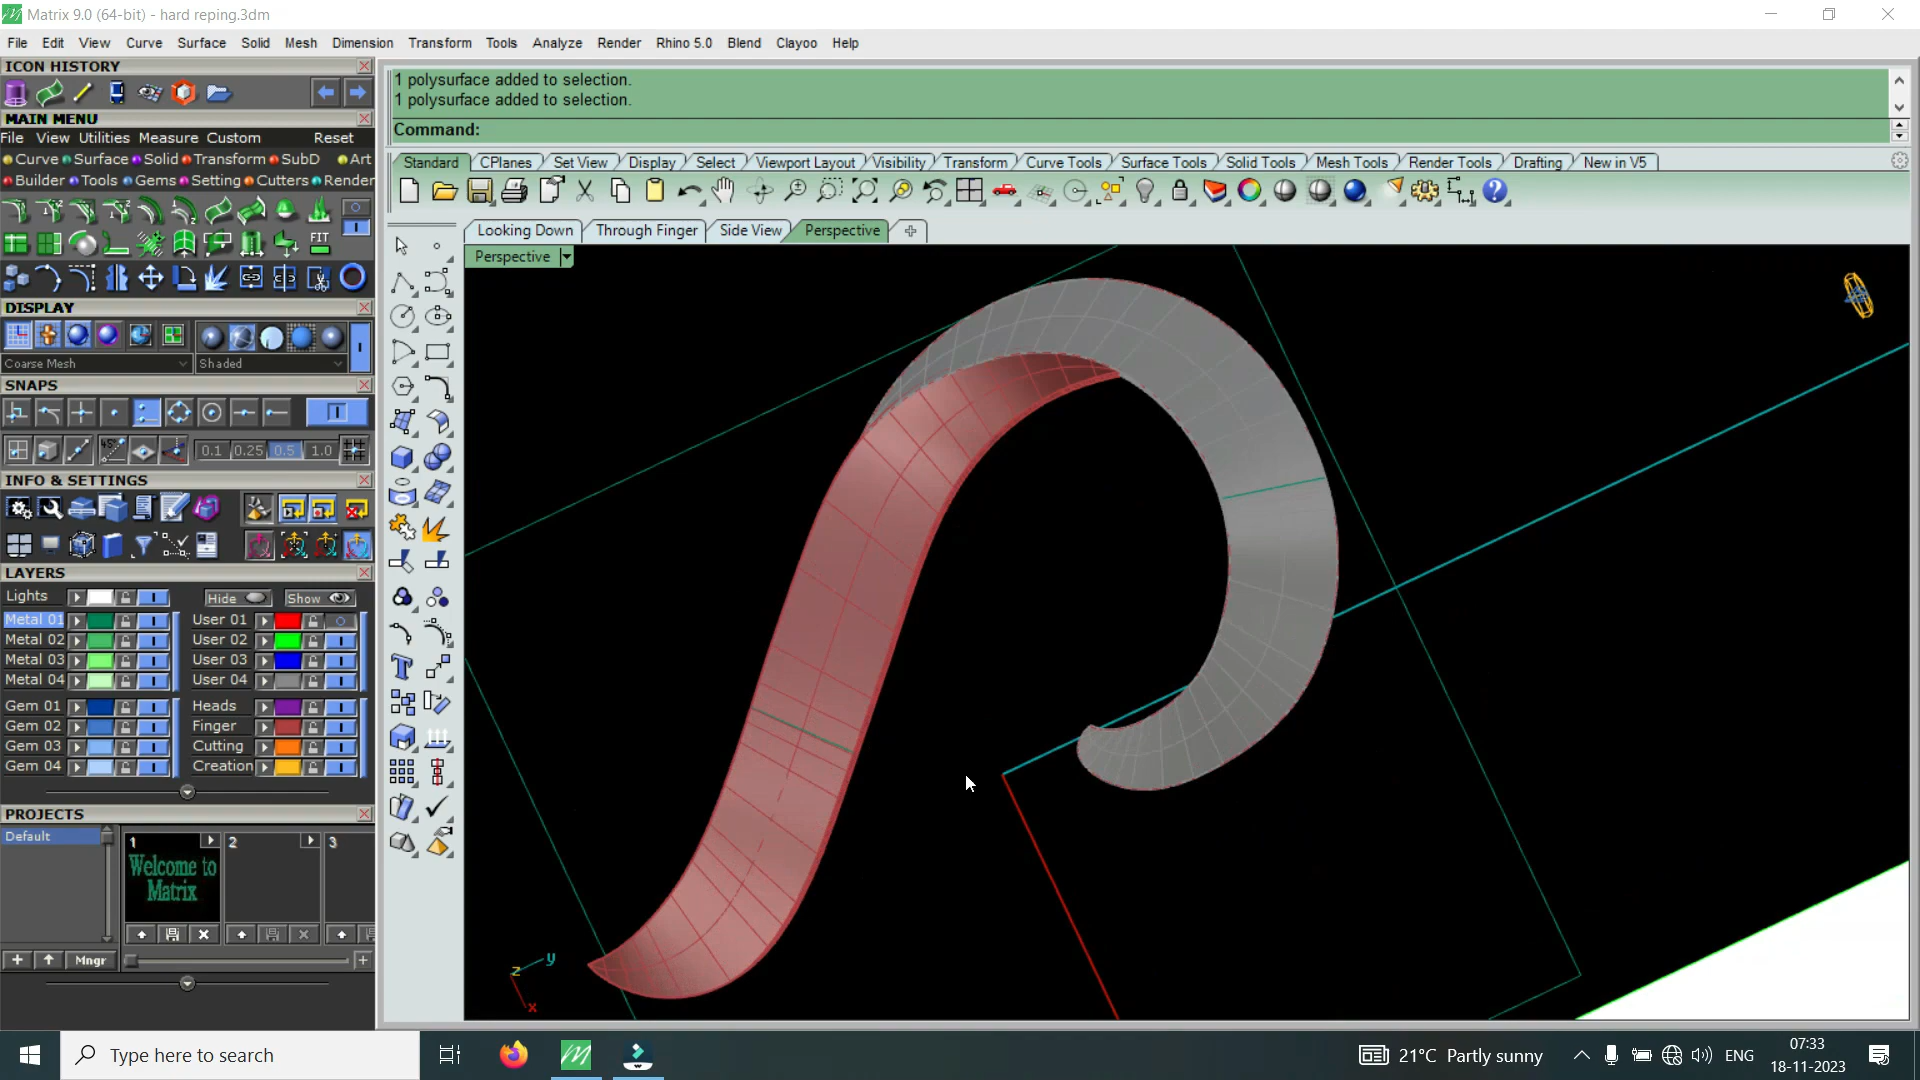 Matrix 9.0 (64-bit) - hard reping.3dm
File Edit View Curve Surface Solid Mesh Dimension Transform Tools Analyze Render Rhino 5.0 Blend Clayoo Help
ICON HISTORY
1 polysurface added to selection.
1 polysurface added to selection.
Command:
MAIN MENU
File View Utilities Measure Custom Reset
Curve Surface Solid Transform SubD Art
Builder Tools Gems Setting Cutters Render
Standard CPlanes Set View Display Select Viewport Layout Visibility Transform Curve Tools Surface Tools Solid Tools Mesh Tools Render Tools Drafting New in V5
FIT
Looking Down Through Finger Side View Perspective
Perspective
DISPLAY
Coarse Mesh Shaded
SNAPS
0.1 0.25 0.5 1.0
INFO & SETTINGS
LAYERS
Lights Hide Show
Metal 01 User 01
Metal 02 User 02
Metal 03 User 03
Metal 04 User 04
Gem 01 Heads
Gem 02 Finger
Gem 03 Cutting
Gem 04 Creation
PROJECTS
Default
1 2 3
Welcome to
Matrix
Mngr
z y
x
Type here to search
21°C Partly sunny
ENG
07:33
18-11-2023